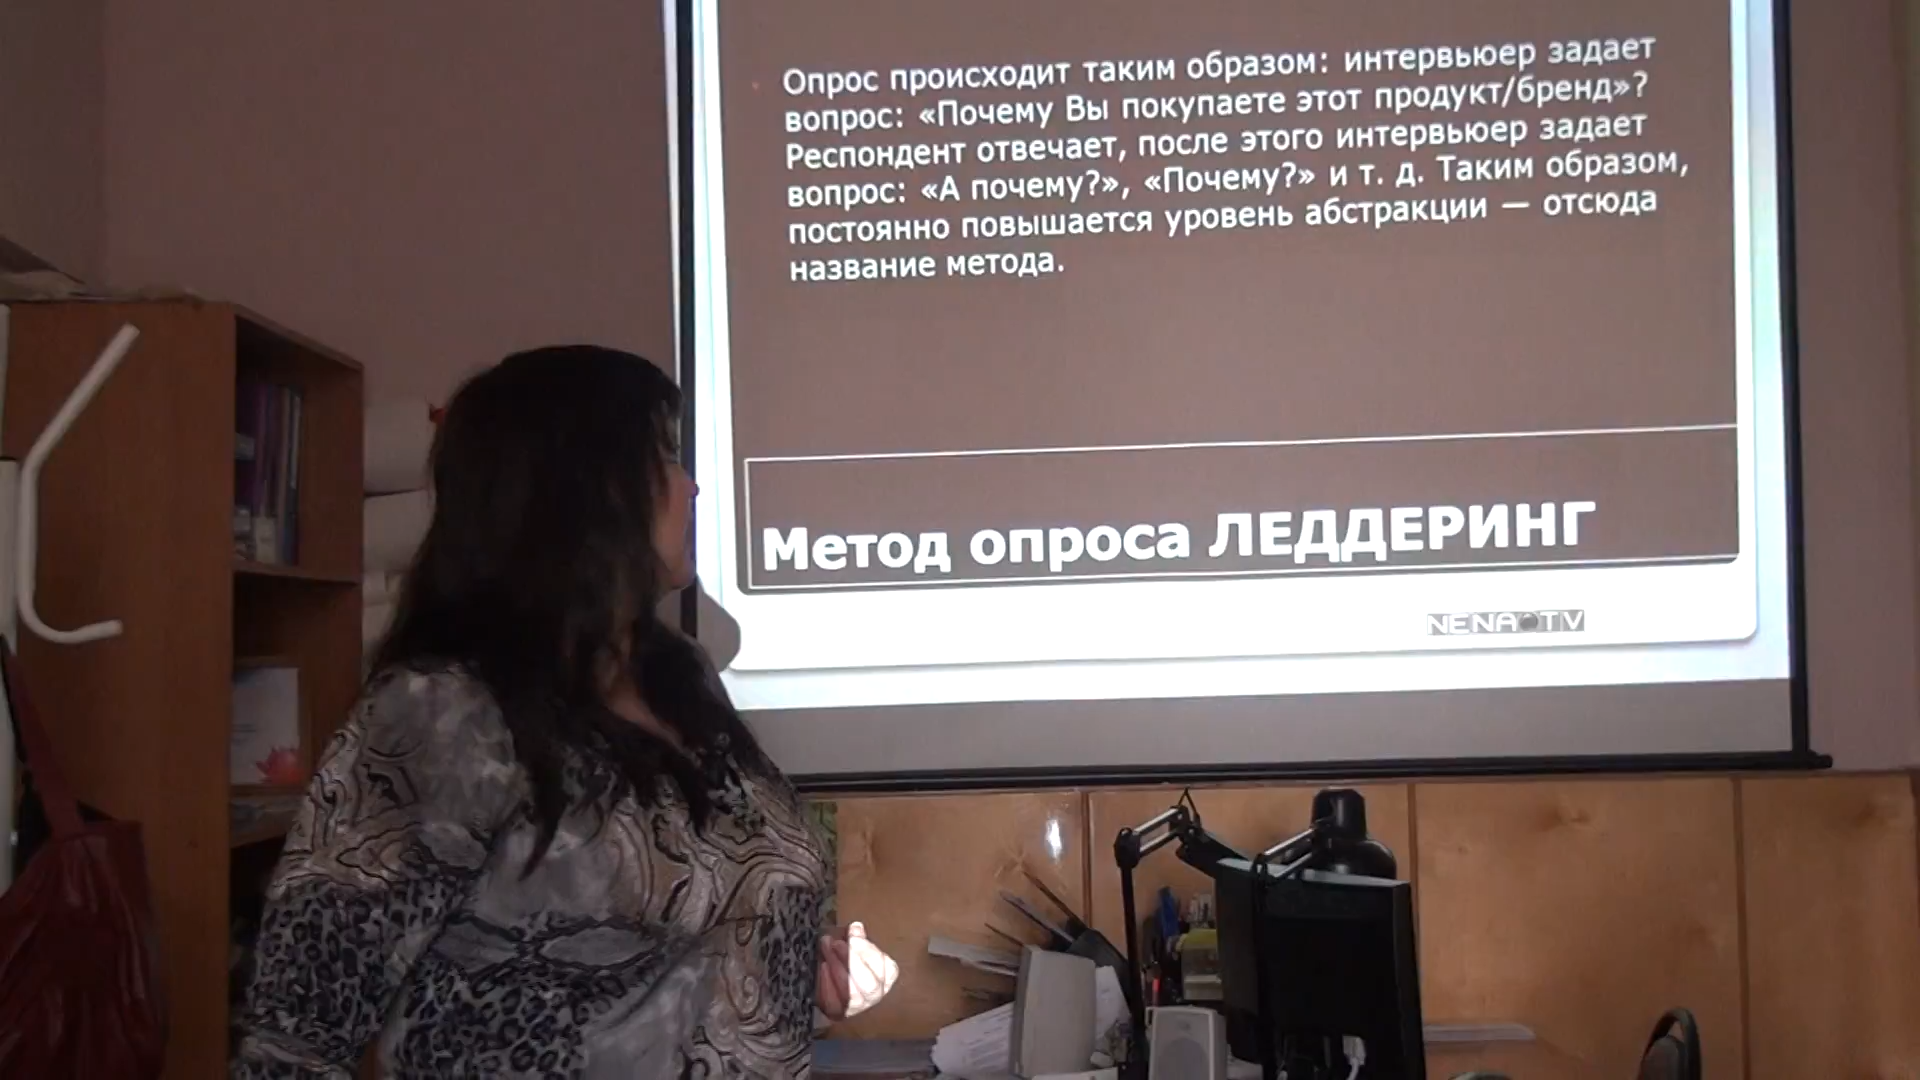 Опрос происходит таким образом: интервьюер задает
вопрос: «Почему Вы покупаете этот продукт/бренд»?
Респондент отвечает, после этого интервьюер задает
вопрос: «А почему?», «Почему?» и т. д. Таким образом,
постоянно повышается уровень абстракции — отсюда
название метода.
Метод опроса ЛЕДДЕРИНГ
NENA TV